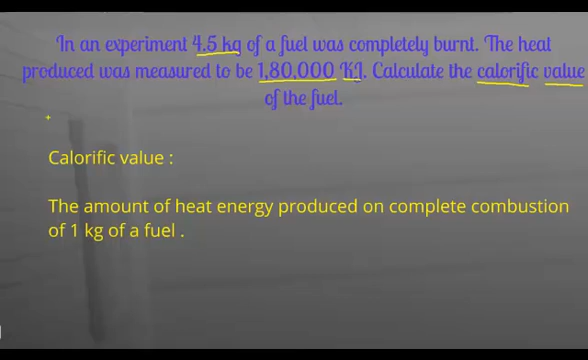 In an experiment 4.5 kg of a fuel was completely burnt. The heat
produced was measured to be 1,80,000 KJ. Calculate the calorific value
of the fuel.
Calorific value :
The amount of heat energy produced on complete combustion
of 1 kg of a fuel .